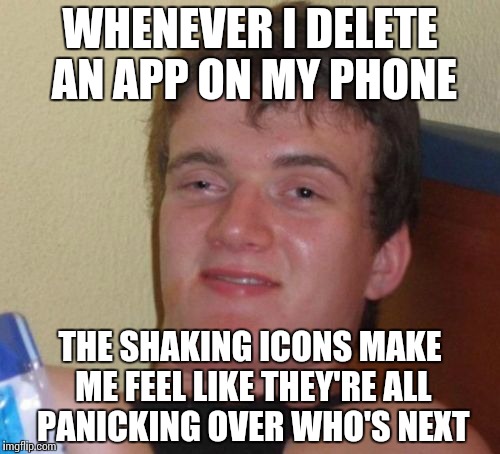 WHENEVER I DELETE
AN APP ON MY PHONE
THE SHAKING ICONS MAKE
ME FEEL LIKE THEY'RE ALL
PANICKING OVER WHO'S NEXT
imgflip.com